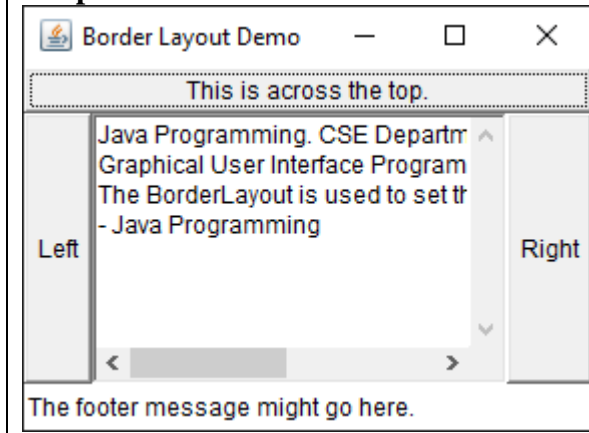 Border Layout Demo
This is across the top.
Left
Java Programming. CSE Departm
Graphical User Interface Program
The BorderLayout is used to set th
- Java Programming
Right
The footer message might go here.